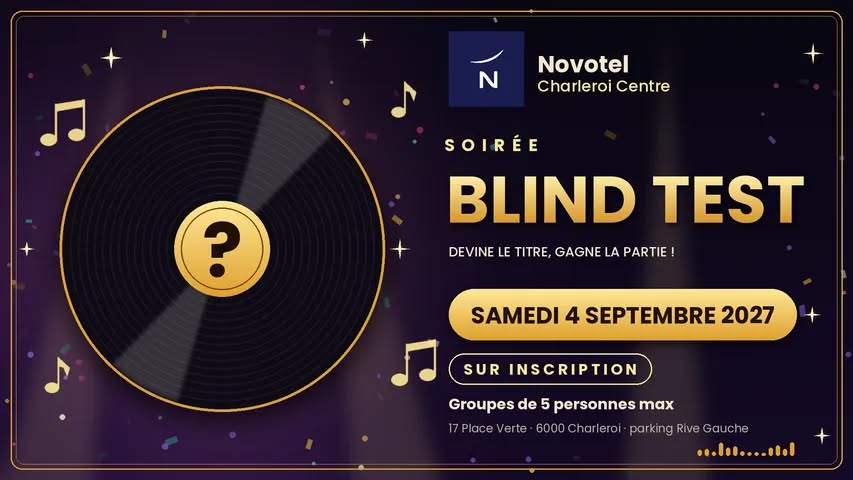 N
Novotel
Charleroi Centre
SOIRÉE
BLIND TEST
DEVINE LE TITRE, GAGNE LA PARTIE !
?
SAMEDI 4 SEPTEMBRE 2027
SUR INSCRIPTION
Groupes de 5 personnes max
17 Place Verte · 6000 Charleroi · parking Rive Gauche